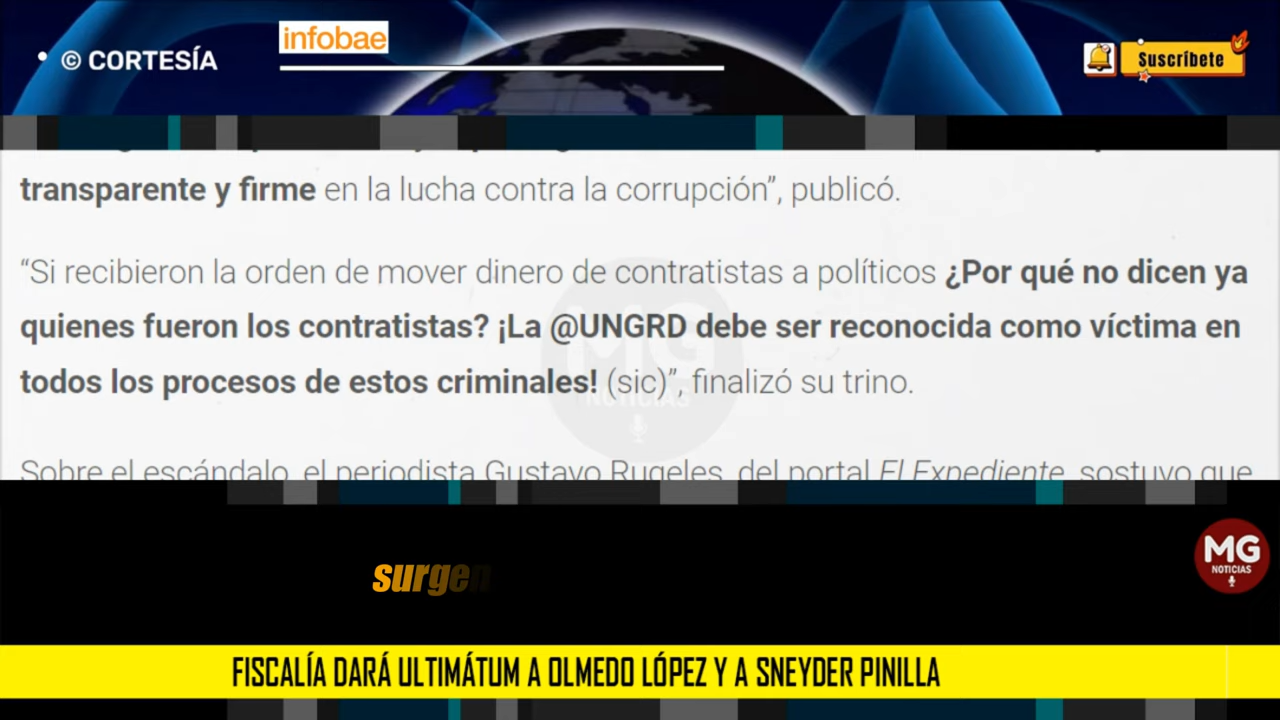 © CORTESÍA
infobae
Suscríbete
transparente y firme en la lucha contra la corrupción”, publicó.
“Si recibieron la orden de mover dinero de contratistas a políticos ¿Por qué no dicen ya
quienes fueron los contratistas? ¡La @UNGRD debe ser reconocida como víctima en
todos los procesos de estos criminales! (sic)”, finalizó su trino.
MG
NOTICIAS
Sobre el escándalo, el periodista Gustavo Rugeles, del portal El Expediente, sostuvo que
surgen
MG
NOTICIAS
FISCALÍA DARÁ ULTIMÁTUM A OLMEDO LÓPEZ Y A SNEYDER PINILLA